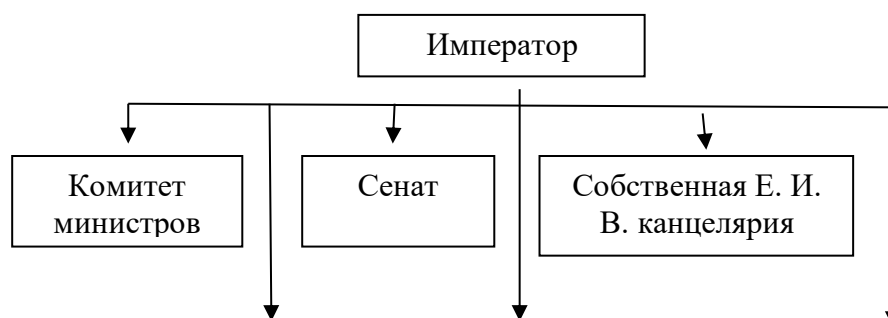 Император
Комитет
министров
Сенат
Собственная Е. И.
В. канцелярия